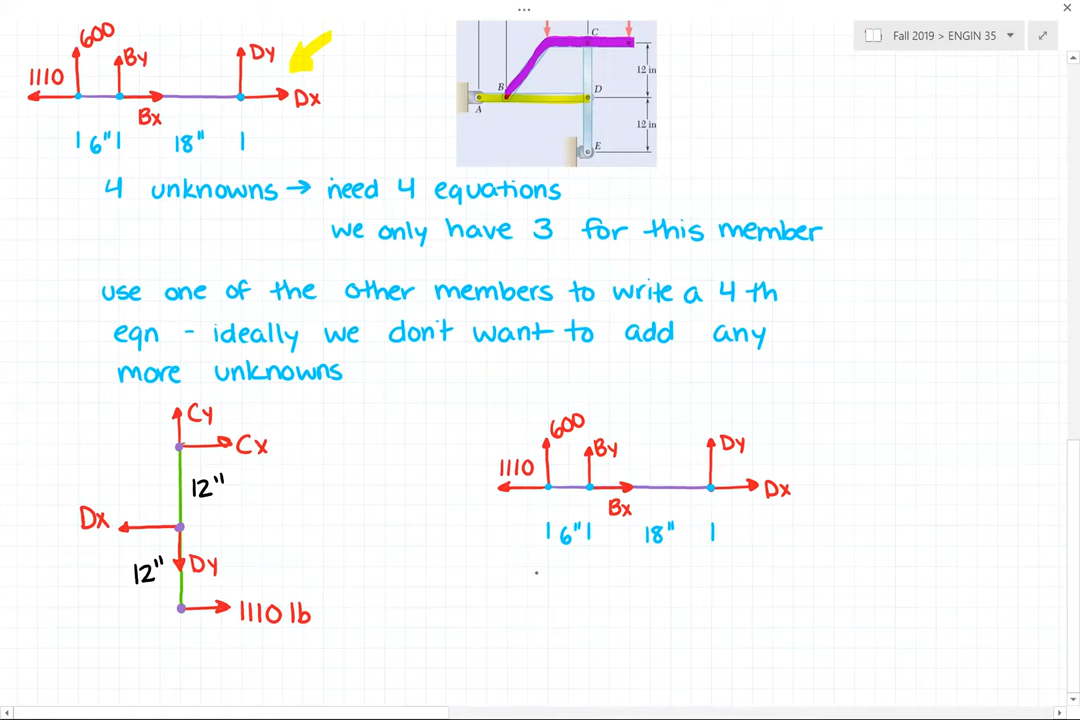 Fall 2019 > ENGIN 35
600
By
Dy
1110
Bx
Dx
6"
18"
C
12 in
B
D
A
12 in
E
4 unknowns → need 4 equations
we only have 3 for this member
use one of the other members to write a 4th
eqn - ideally we don't want to add any
more unknowns
Cy
Cx
12"
Dx
12"
Dy
1110 lb
600
By
Dy
1110
Bx
Dx
6"
18"